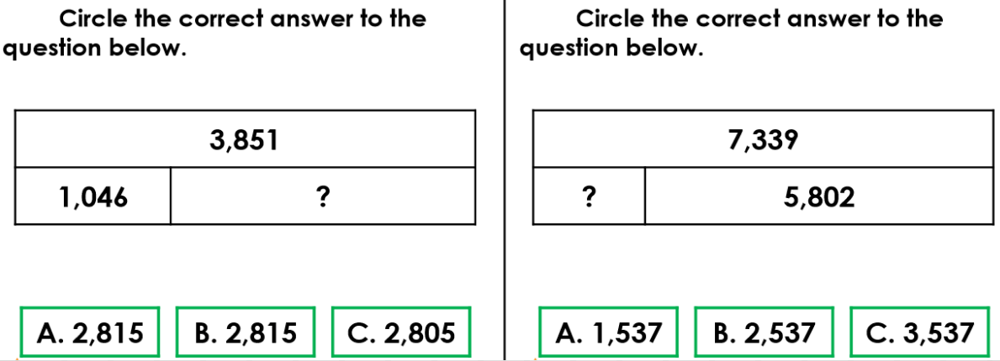 Circle the correct answer to the
question below.
3,851
1,046 ?
A. 2,815 B. 2,815 C. 2,805
Circle the correct answer to the
question below.
7,339
? 5,802
A. 1,537 B. 2,537 C. 3,537